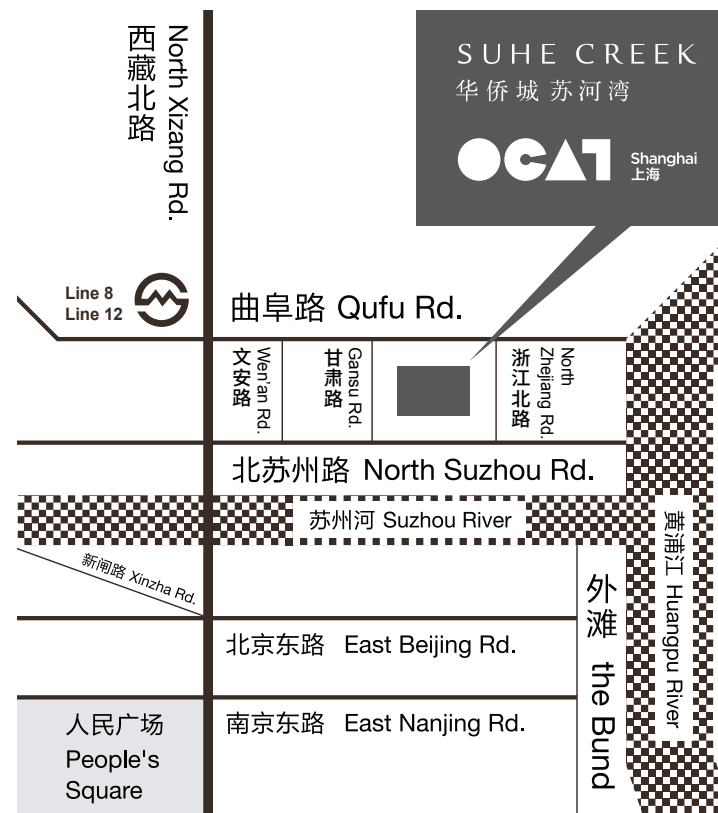 西藏北路
North Xizang Rd.
SUHE CREEK
华侨城 苏河湾
OCAT
Shanghai
上海
Line 8
Line 12
曲阜路 Qufu Rd.
文安路
Wen'an Rd.
甘肃路
Gansu Rd.
浙江北路
North
Zhejiang Rd.
北苏州路 North Suzhou Rd.
苏州河 Suzhou River
黄浦江 Huangpu River
新闸路 Xinzha Rd.
外滩 the Bund
北京东路 East Beijing Rd.
南京东路 East Nanjing Rd.
人民广场
People's
Square